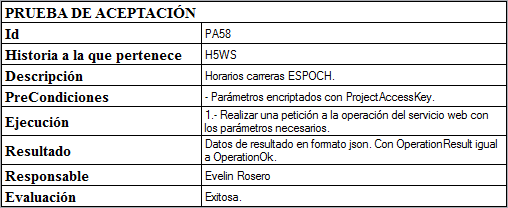 PRUEBA DE ACEPTACIÓN
Id PA58
Historia a la que pertenece H5WS
Descripción Horarios carreras ESPOCH.
PreCondiciones - Parámetros encriptados con ProjectAccessKey.
Ejecución 1.- Realizar una petición a la operación del servicio web con
los parámetros necesarios.
Resultado Datos de resultado en formato json. Con OperationResult igual
a OperationOk.
Responsable Evelin Rosero
Evaluación Exitosa.